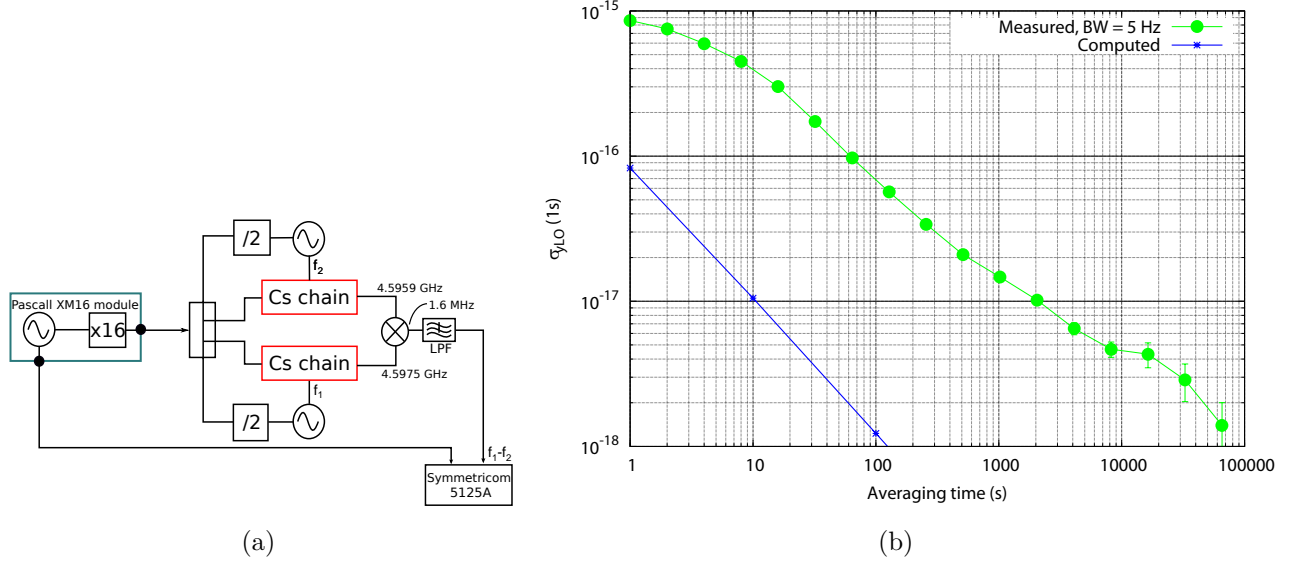 Pascall XM16 module
x16
/2
f2
Cs chain
4.5959 GHz
1.6 MHz
LPF
Cs chain
4.5975 GHz
f1
/2
f1-f2
Symmetricom
5125A
(a)
10-15
10-16
10-17
10-18
σyLO (1s)
Measured, BW = 5 Hz
Computed
1
10
100
1000
10000
100000
Averaging time (s)
(b)